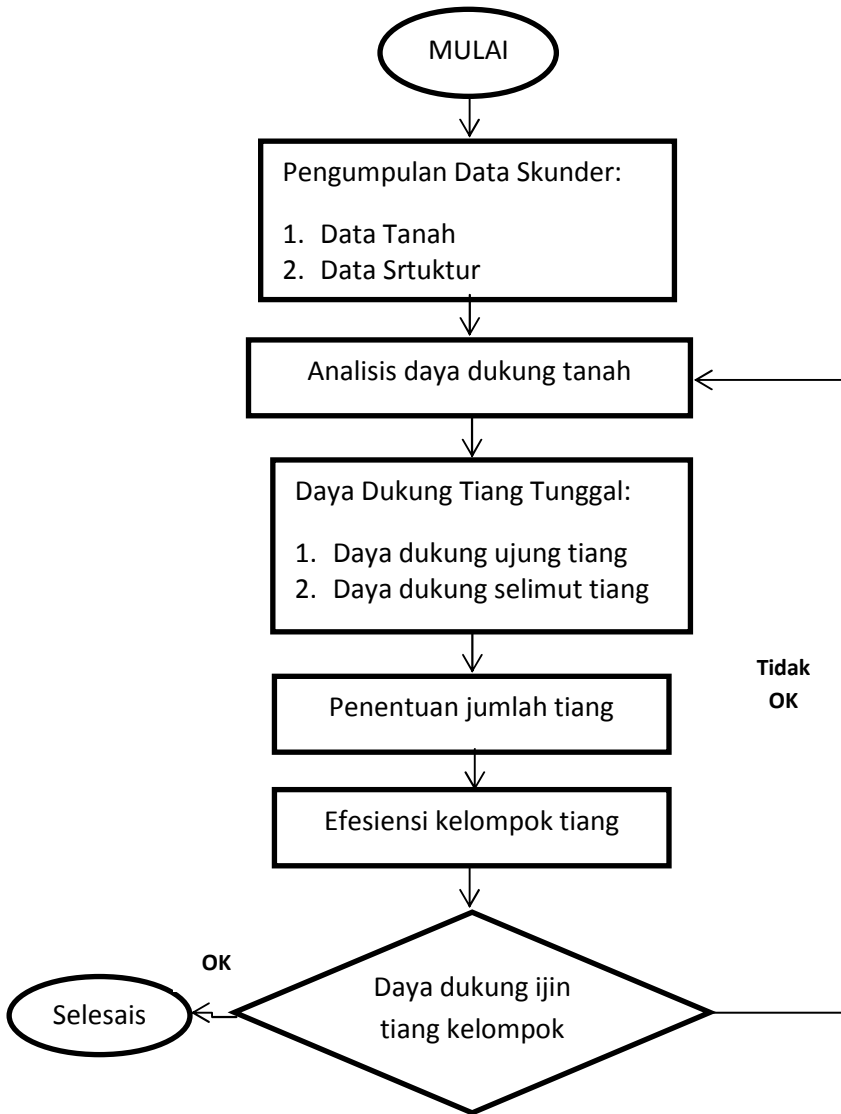 MULAI
Pengumpulan Data Skunder:
1. Data Tanah
2. Data Srtuktur
Analisis daya dukung tanah
Daya Dukung Tiang Tunggal:
1. Daya dukung ujung tiang
2. Daya dukung selimut tiang
Penentuan jumlah tiang
Tidak
OK
Efesiensi kelompok tiang
Daya dukung ijin
tiang kelompok
OK
Selesais